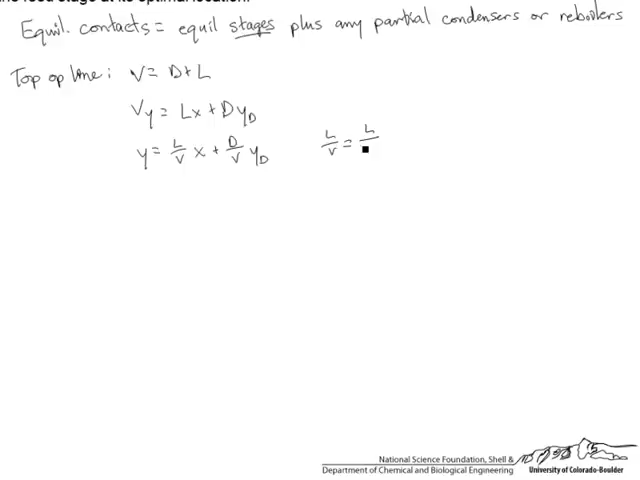 Equil. contacts = equil stages plus any partial condensers or reboilers
Top op line: V = D + L
Vy = Lx + DyD
y = L/V x + D/V yD L/V = L/
National Science Foundation, Shell &
Department of Chemical and Biological Engineering
University of Colorado-Boulder